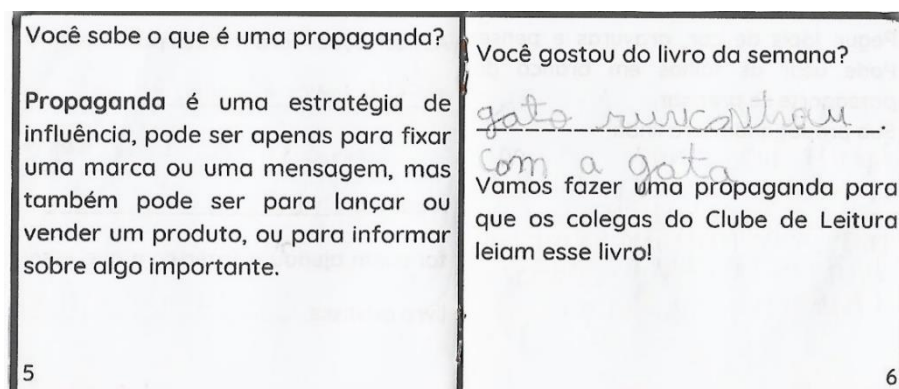 Você sabe o que é uma propaganda?
Propaganda é uma estratégia de
influência, pode ser apenas para fixar
uma marca ou uma mensagem, mas
também pode ser para lançar ou
vender um produto, ou para informar
sobre algo importante.
5
Você gostou do livro da semana?
gato
com a gata
Vamos fazer uma propaganda para
que os colegas do Clube de Leitura
leiam esse livro!
6